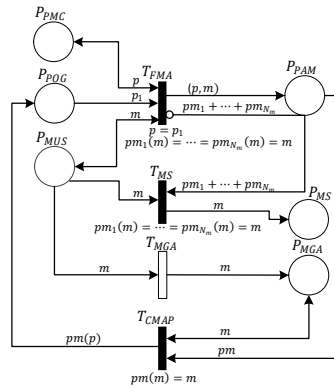 P_PMC
T_FMA
P_POG
p
p_1
m
(p, m)
P_PAM
pm_1 + ⋯ + pm_{N_m}
p = p_1
pm_1(m) = ⋯ = pm_{N_m}(m) = m
P_MUS
T_MS
pm_1 + ⋯ + pm_{N_m}
m
m
P_MS
pm_1(m) = ⋯ = pm_{N_m}(m) = m
T_MGA
P_MGA
m
m
T_CMAP
m
pm(p)
pm
pm(m) = m